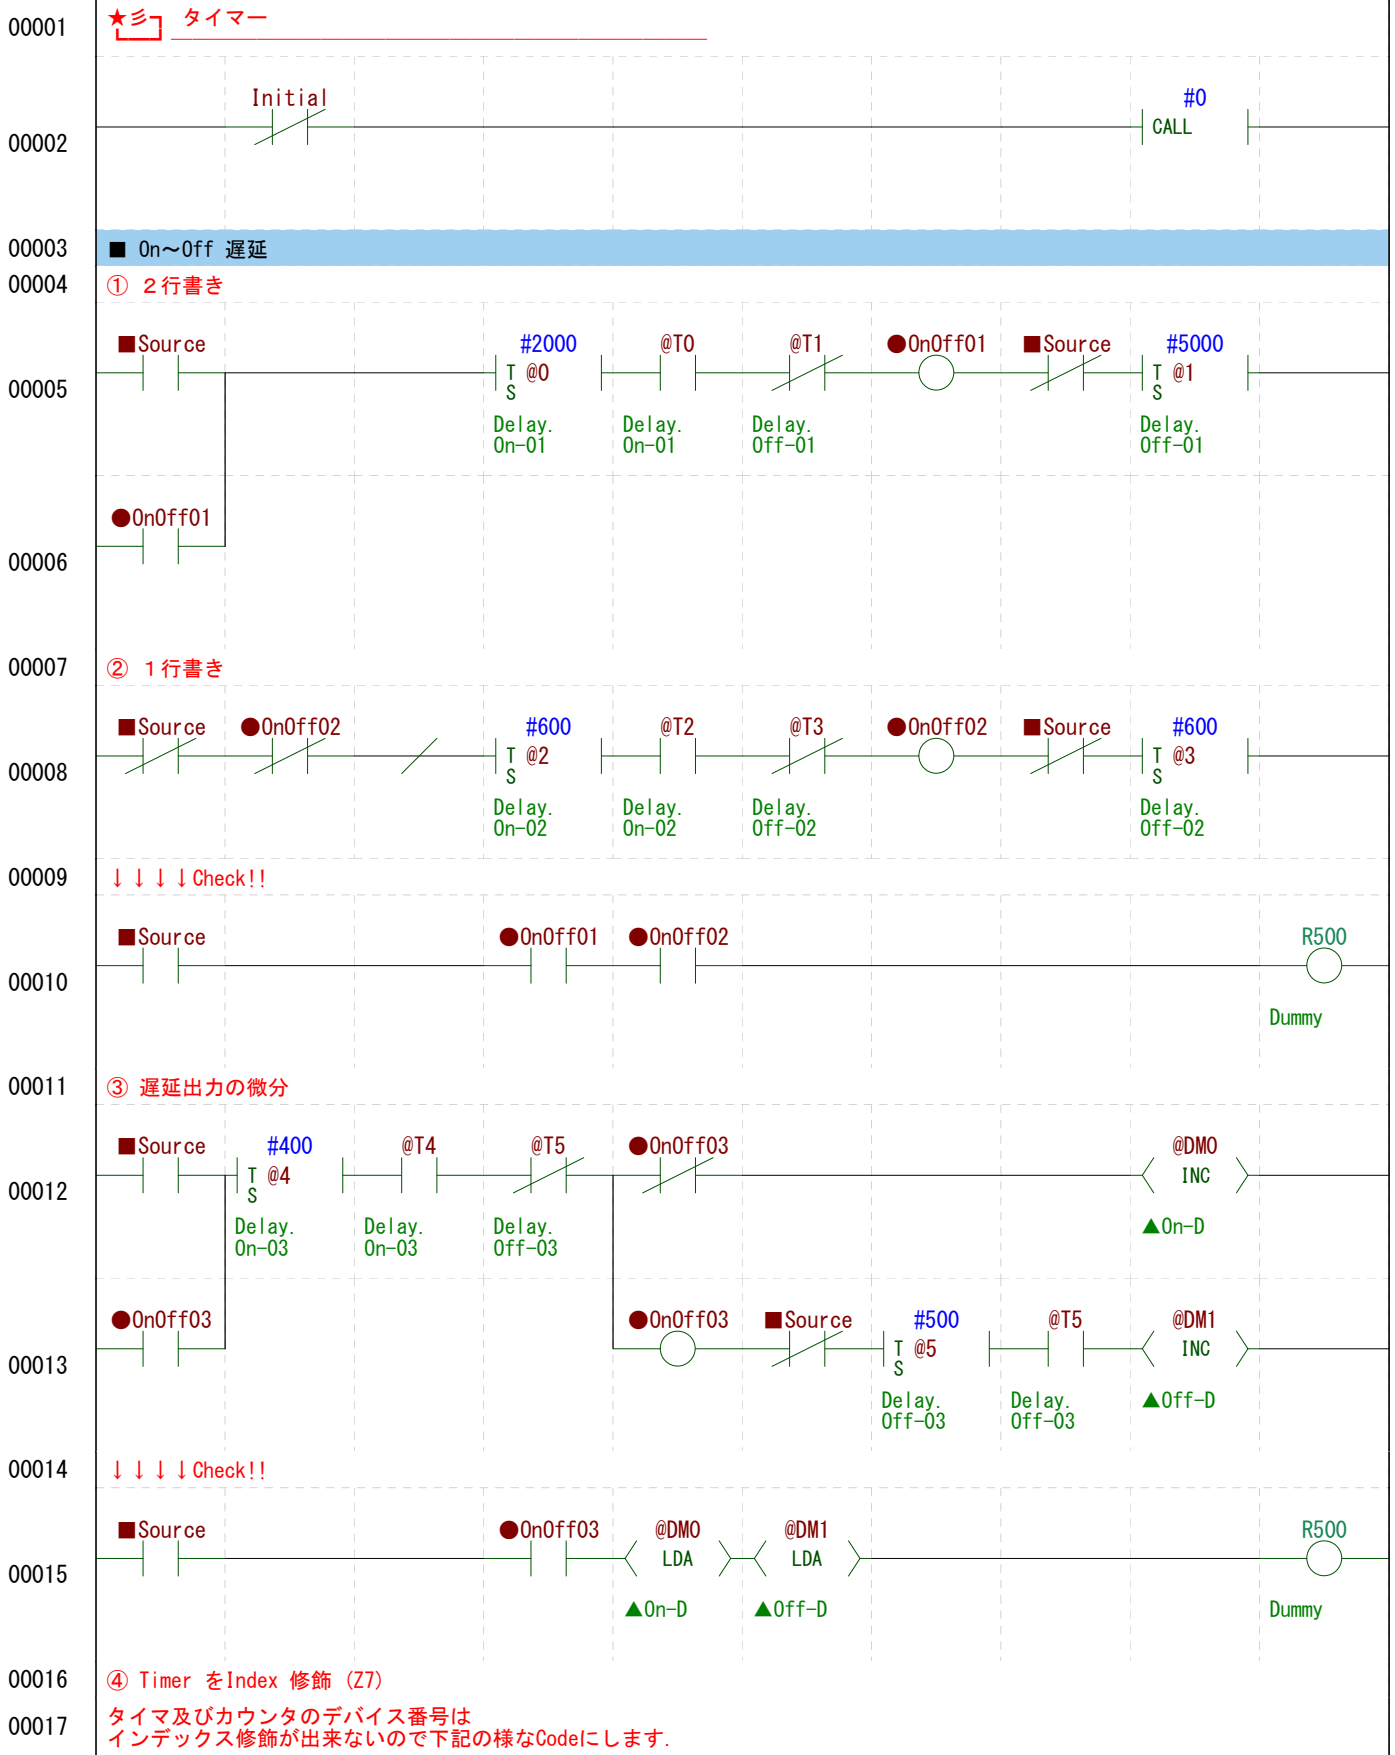 00001 ★彡┐ タイマー
Initial #0
00002 CALL
00003 ■ On～Off 遅延
00004 ① 2行書き
■Source #2000 @T0 @T1 ●OnOff01 ■Source #5000
00005 T @0 T @1
S S
Delay. Delay. Delay. Delay.
On-01 On-01 Off-01 Off-01
●OnOff01
00006
00007 ② 1行書き
■Source ●OnOff02 #600 @T2 @T3 ●OnOff02 ■Source #600
00008 T @2 T @3
S S
Delay. Delay. Delay. Delay.
On-02 On-02 Off-02 Off-02
00009 ↓↓↓↓Check!!
■Source ●OnOff01 ●OnOff02 R500
00010
Dummy
00011 ③ 遅延出力の微分
■Source #400 @T4 @T5 ●OnOff03 @DM0
00012 T @4 INC
S
Delay. Delay. Delay. ▲On-D
On-03 On-03 Off-03
●OnOff03 ●OnOff03 ■Source #500 @T5 @DM1
00013 T @5 INC
S
Delay. Delay. ▲Off-D
Off-03 Off-03
00014 ↓↓↓↓Check!!
■Source ●OnOff03 @DM0 @DM1 R500
00015 LDA LDA
▲On-D ▲Off-D Dummy
00016 ④ Timer をIndex 修飾 (Z7)
00017 タイマ及びカウンタのデバイス番号は
インデックス修飾が出来ないので下記の様なCodeにします.